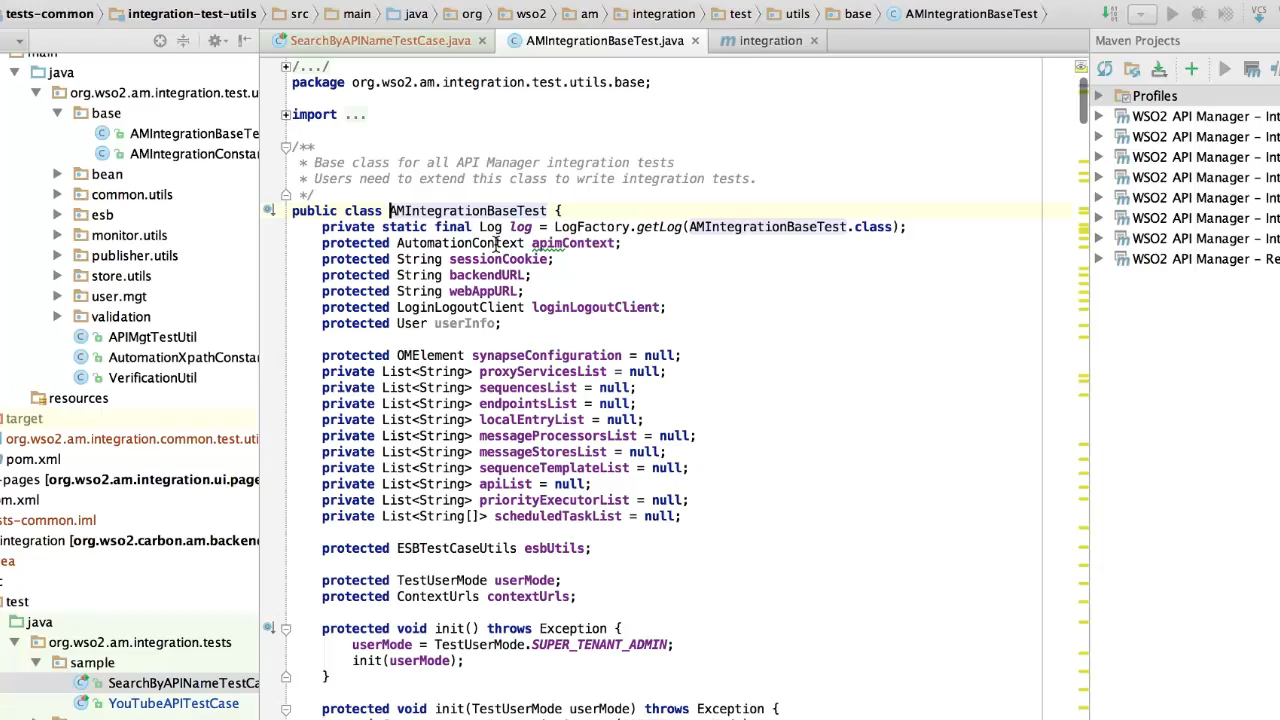 tests-common
integration-test-utils
src
main
java
org
wso2
am
integration
test
utils
base
AMIntegrationBaseTest
VCS
SearchByAPINameTestCase.java
AMIntegrationBaseTest.java
integration
Maven Projects
main
java
org.wso2.am.integration.test.u
base
AMIntegrationBaseTe
AMIntegrationConsta
bean
common.utils
esb
monitor.utils
publisher.utils
store.utils
user.mgt
validation
APIMgtTestUtil
AutomationXpathConstar
VerificationUtil
resources
target
org.wso2.am.integration.common.test.uti
pom.xml
-pages [org.wso2.am.integration.ui.page
om.xml
sts-common.iml
integration [org.wso2.carbon.am.backend
ea
c
test
java
org.wso2.am.integration.tests
sample
SearchByAPINameTestCa
YouTubeAPITestCase
/.../
package org.wso2.am.integration.test.utils.base;
import ...
/**
* Base class for all API Manager integration tests
* Users need to extend this class to write integration tests.
*/
public class AMIntegrationBaseTest {
private static final Log log = LogFactory.getLog(AMIntegrationBaseTest.class);
protected AutomationContext apimContext;
protected String sessionCookie;
protected String backendURL;
protected String webAppURL;
protected LoginLogoutClient loginLogoutClient;
protected User userInfo;
protected OMElement synapseConfiguration = null;
private List<String> proxyServicesList = null;
private List<String> sequencesList = null;
private List<String> endpointsList = null;
private List<String> localEntryList = null;
private List<String> messageProcessorsList = null;
private List<String> messageStoresList = null;
private List<String> sequenceTemplateList = null;
private List<String> apiList = null;
private List<String> priorityExecutorList = null;
private List<String[]> scheduledTaskList = null;
protected ESBTestCaseUtils esbUtils;
protected TestUserMode userMode;
protected ContextUrls contextUrls;
protected void init() throws Exception {
userMode = TestUserMode.SUPER_TENANT_ADMIN;
init(userMode);
}
protected void init(TestUserMode userMode) throws Exception {
Profiles
WSO2 API Manager - Int
WSO2 API Manager - Int
WSO2 API Manager - Int
WSO2 API Manager - Int
WSO2 API Manager - Int
WSO2 API Manager - Int
WSO2 API Manager - Int
WSO2 API Manager - Re